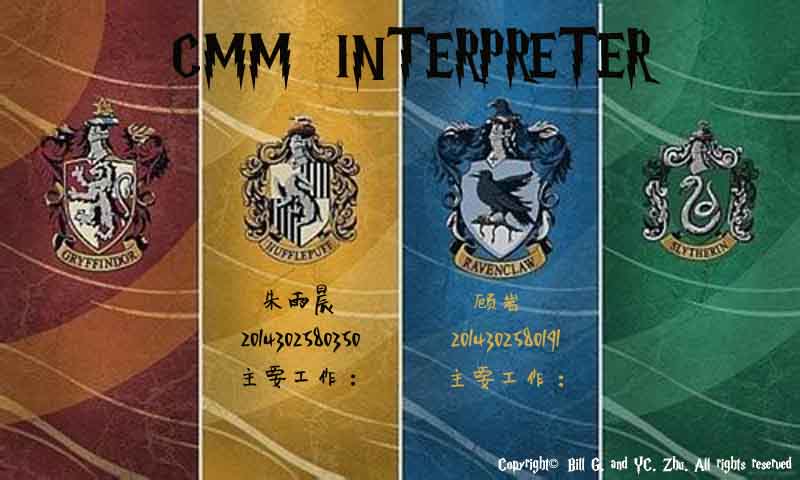 CMM INTERPRETER
GRYFFINDOR
HUFFLEPUFF
RAVENCLAW
SLYTHERIN
朱雨晨
顾岩
2014302580350
2014302580191
主要工作：
主要工作：
Copyright© Bill G. and YC. Zhu. All rights reserved